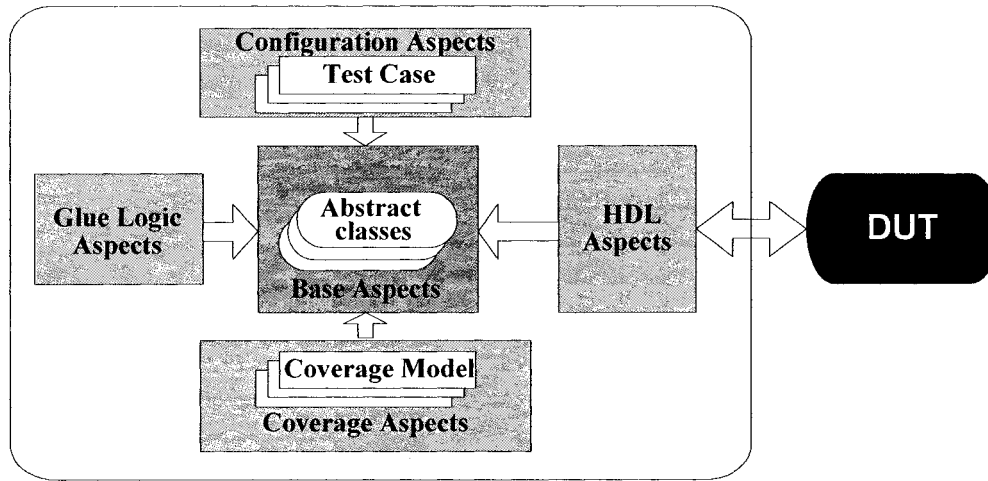 Configuration Aspects
Test Case
Glue Logic
Aspects
Abstract
classes
Base Aspects
HDL
Aspects
DUT
Coverage Model
Coverage Aspects